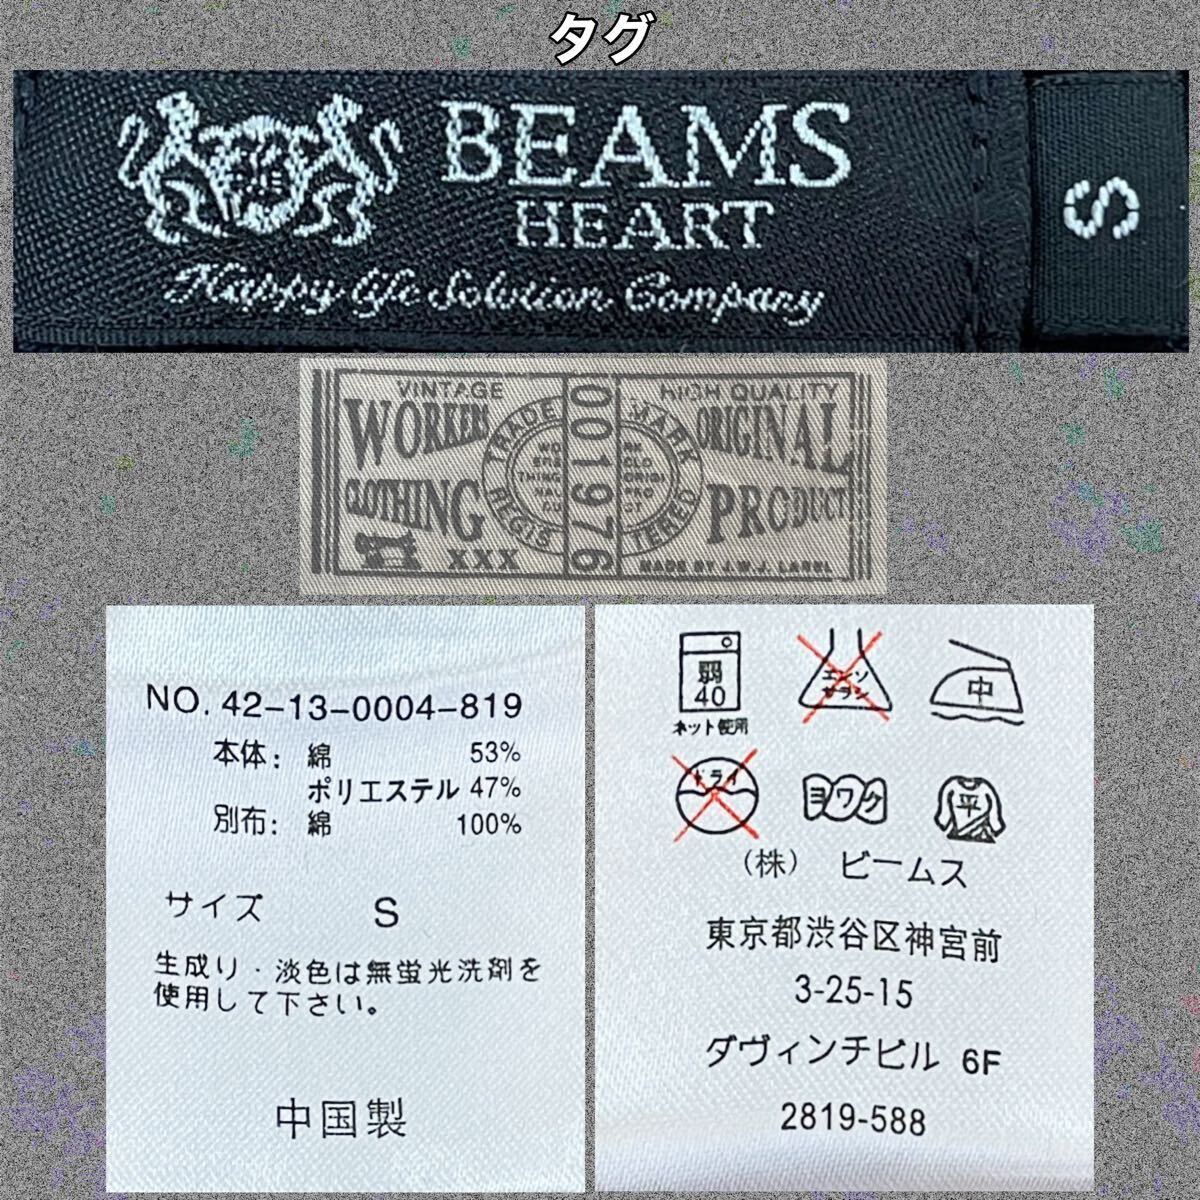 タグ
BEAMS
HEART
Happy Life Solution Company
S
VINTAGE
HIGH QUALITY
WORKERS
ORIGINAL
CLOTHING
PRODUCT
TRADE MARK
REGISTERED
001976
XXX
MADE BY J.W.J. LABEL
NO. 42-13-0004-819
本体: 綿 53%
ポリエステル 47%
別布: 綿 100%
サイズ S
生成り・淡色は無蛍光洗剤を
使用して下さい。
中国製
弱
40
ネット使用
エンソ
サラシ
中
ドライ
ヨワク
平
(株) ビームス
東京都渋谷区神宮前
3-25-15
ダヴィンチビル 6F
2819-588